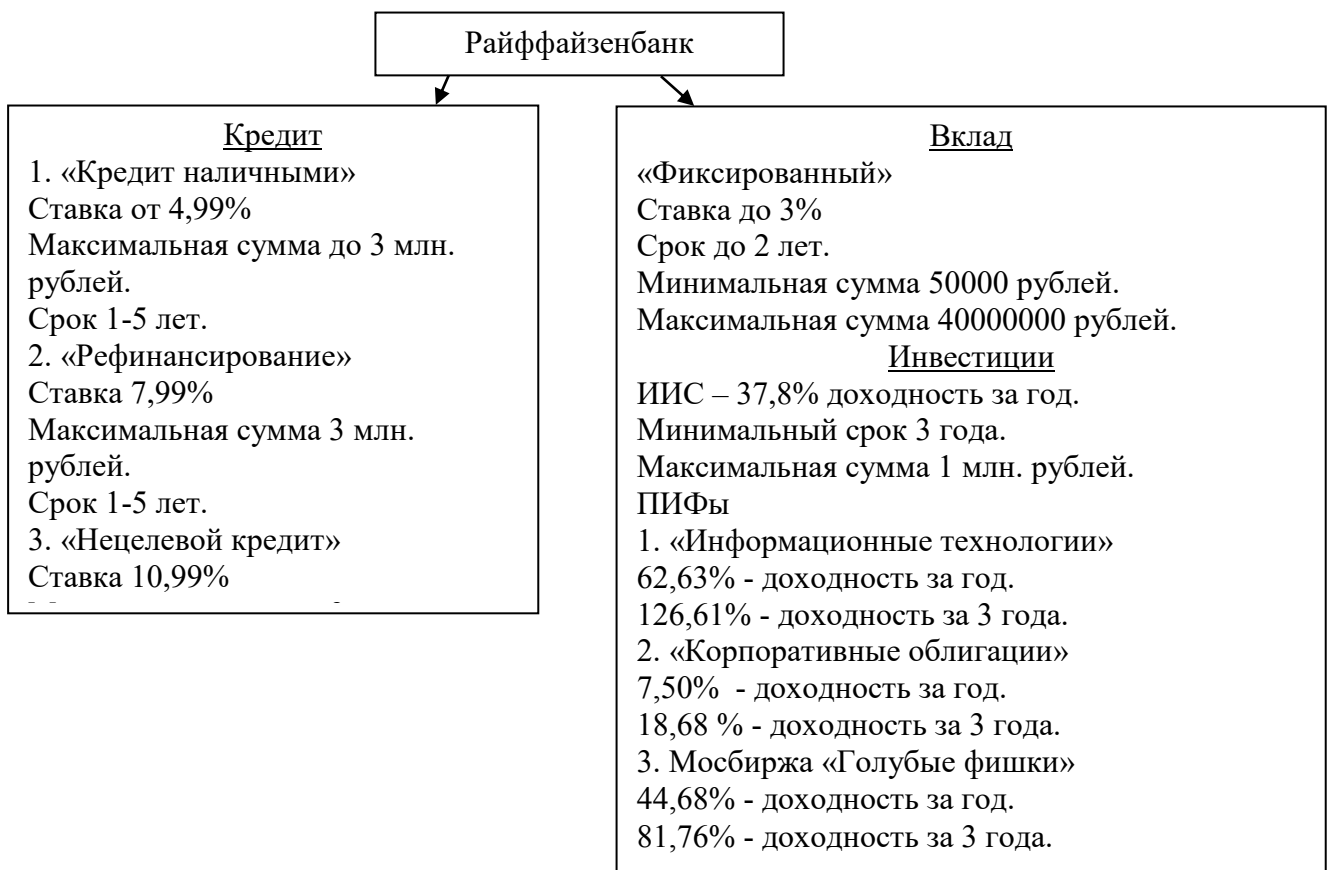 Райффайзенбанк
Кредит
1. «Кредит наличными»
Ставка от 4,99%
Максимальная сумма до 3 млн.
рублей.
Срок 1-5 лет.
2. «Рефинансирование»
Ставка 7,99%
Максимальная сумма 3 млн.
рублей.
Срок 1-5 лет.
3. «Нецелевой кредит»
Ставка 10,99%
Вклад
«Фиксированный»
Ставка до 3%
Срок до 2 лет.
Минимальная сумма 50000 рублей.
Максимальная сумма 40000000 рублей.
Инвестиции
ИИС – 37,8% доходность за год.
Минимальный срок 3 года.
Максимальная сумма 1 млн. рублей.
ПИФы
1. «Информационные технологии»
62,63% - доходность за год.
126,61% - доходность за 3 года.
2. «Корпоративные облигации»
7,50%  - доходность за год.
18,68 % - доходность за 3 года.
3. Мосбиржа «Голубые фишки»
44,68% - доходность за год.
81,76% - доходность за 3 года.